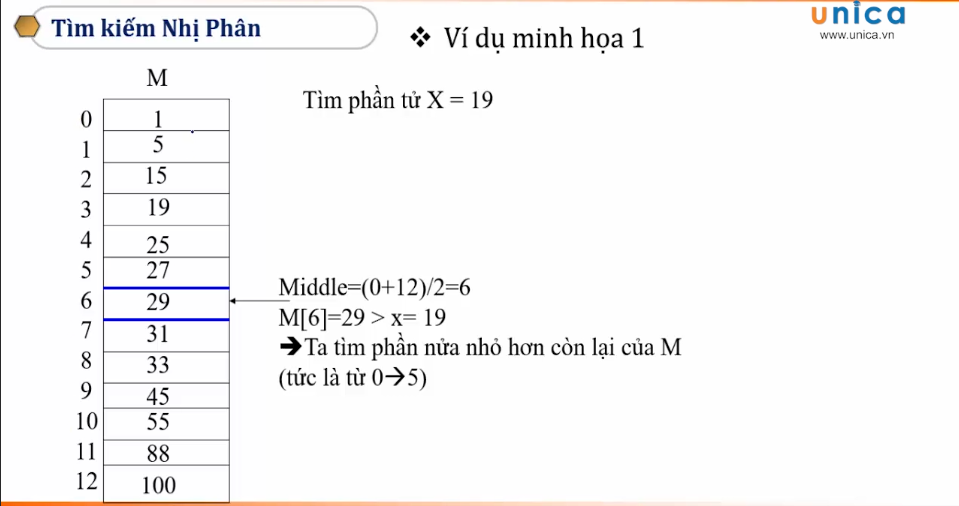 Tìm kiếm Nhị Phân
unica
www.unica.vn
❖ Ví dụ minh họa 1
M
Tìm phần tử X = 19
0 1
1 5
2 15
3 19
4 25
5 27
6 29
7 31
8 33
9 45
10 55
11 88
12 100
Middle=(0+12)/2=6
M[6]=29 > x= 19
➔Ta tìm phần nửa nhỏ hơn còn lại của M
(tức là từ 0→5)